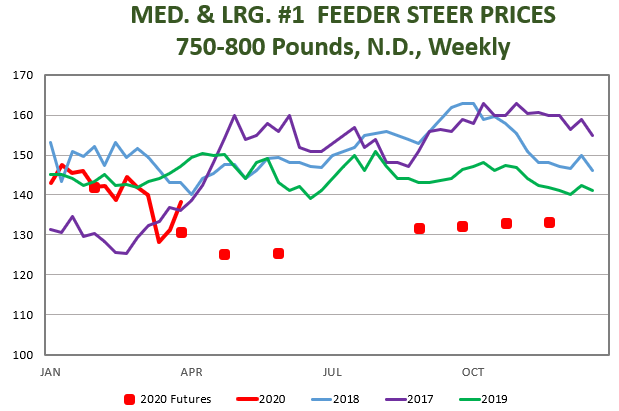 MED. & LRG. #1 FEEDER STEER PRICES
750-800 Pounds, N.D., Weekly
170
160
150
140
130
120
110
100
JAN APR JUL OCT
2020 Futures 2020 2018 2017 2019